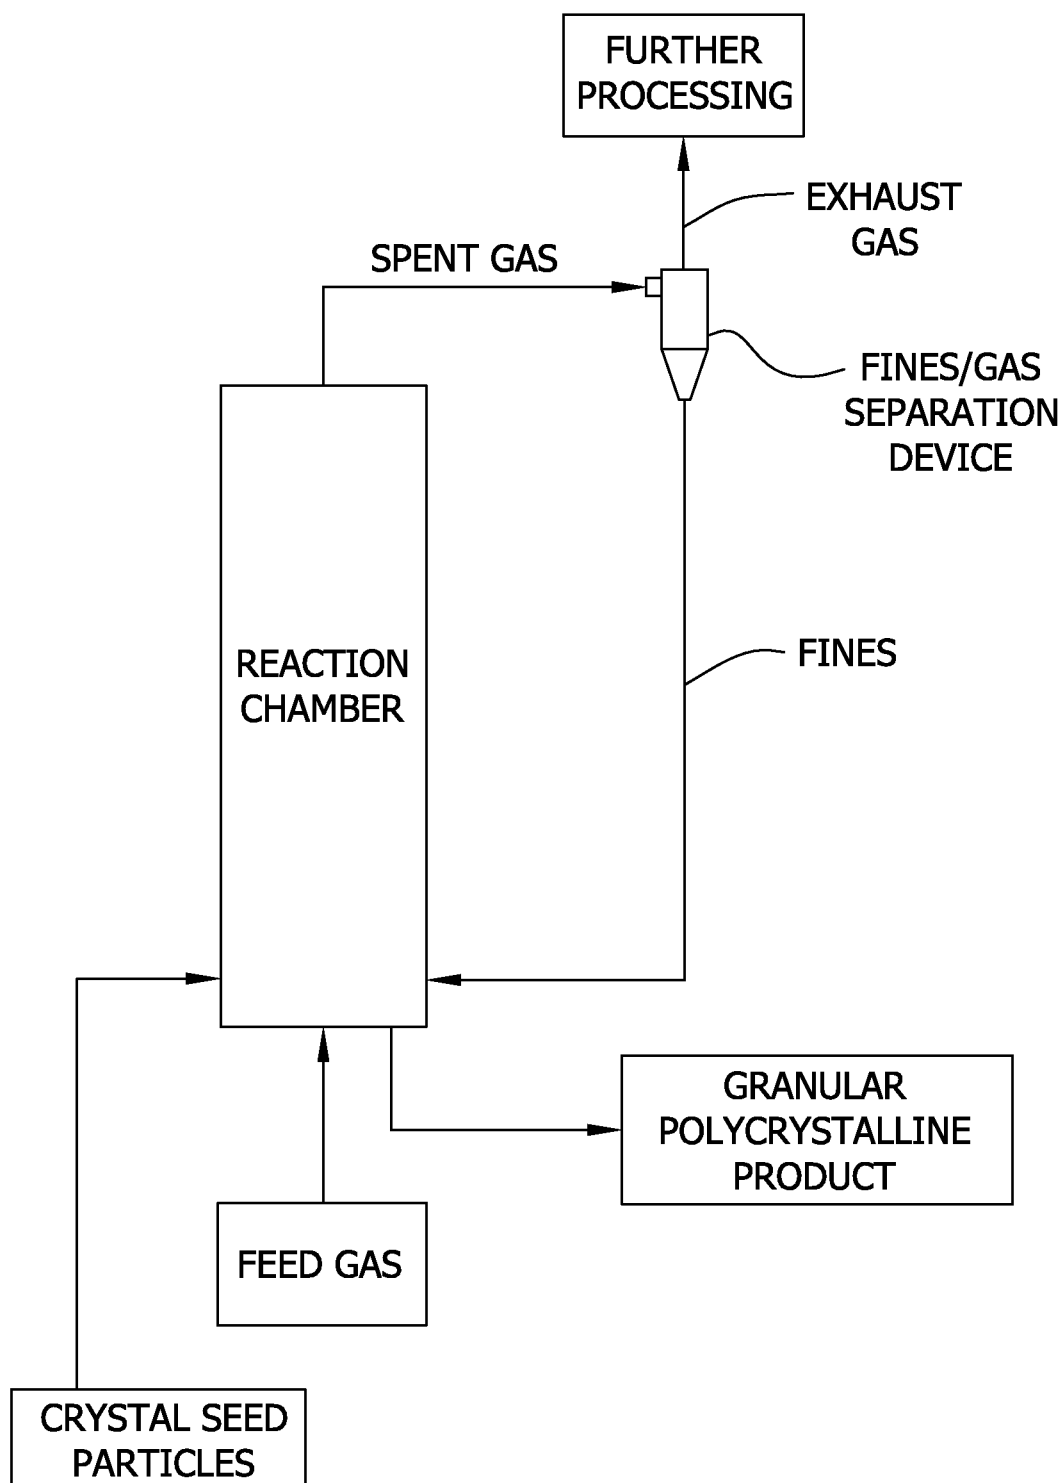 FURTHER
PROCESSING
EXHAUST
GAS
SPENT GAS
FINES/GAS
SEPARATION
DEVICE
REACTION
CHAMBER
FINES
GRANULAR
POLYCRYSTALLINE
PRODUCT
FEED GAS
CRYSTAL SEED
PARTICLES